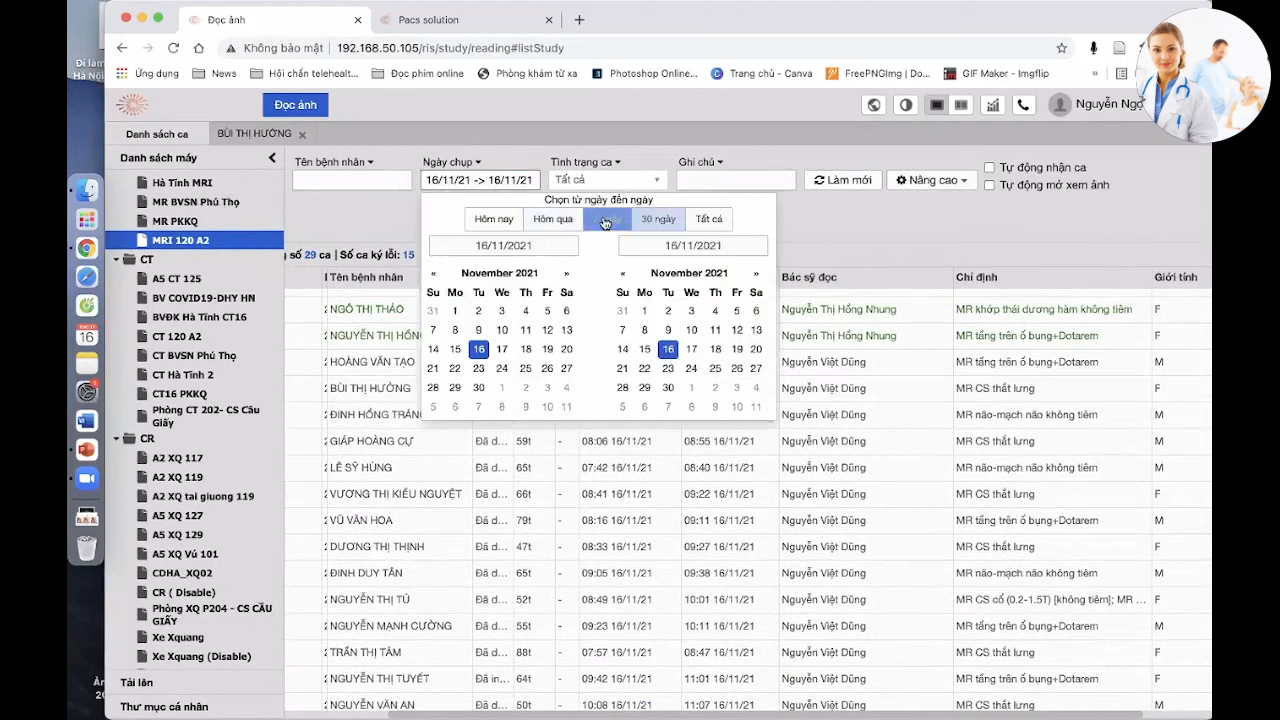 Đọc ảnh
Pacs solution
Không bảo mật
192.168.50.105/ris/study/reading#listStudy
Ứng dụng
News
Hội chẩn telehealt...
Đọc phim online
Phòng khám từ xa
Photoshop Online...
Trang chủ - Canva
FreePNGImg | Do...
GIF Maker - Imgflip
»
Đọc ảnh
Nguyễn Ngọ
Danh sách ca
BÙI THỊ HƯỜNG
Danh sách máy
Hà Tĩnh MRI
MR BVSN Phú Thọ
MR PKKQ
MRI 120 A2
CT
A5 CT 125
BV COVID19-DHY HN
BVĐK Hà Tĩnh CT16
CT 120 A2
CT BVSN Phú Thọ
CT Hà Tĩnh 2
CT16 PKKQ
Phòng CT 202- CS Cầu
Giấy
CR
A2 XQ 117
A2 XQ 119
A2 XQ tai giuong 119
A5 XQ 127
A5 XQ 129
A5 XQ Vú 101
CDHA_XQ02
CR ( Disable)
Phòng XQ P204 - CS CẦU
GIẤY
Xe Xquang
Xe Xquang (Disable)
Tải lên
Thư mục cá nhân
Tên bệnh nhân
Ngày chụp
Tình trạng ca
Ghi chú
16/11/21 -> 16/11/21
Tất cả
Làm mới
Nâng cao
Tự động nhận ca
Tự động mở xem ảnh
Chọn từ ngày đến ngày
Hôm nay
Hôm qua
30 ngày
Tất cả
16/11/2021
16/11/2021
« November 2021 »
« November 2021 »
Su Mo Tu We Th Fr Sa
Su Mo Tu We Th Fr Sa
31 1 2 3 4 5 6
31 1 2 3 4 5 6
7 8 9 10 11 12 13
7 8 9 10 11 12 13
14 15 16 17 18 19 20
14 15 16 17 18 19 20
21 22 23 24 25 26 27
21 22 23 24 25 26 27
28 29 30 1 2 3 4
28 29 30 1 2 3 4
5 6 7 8 9 10 11
5 6 7 8 9 10 11
số 29 ca | Số ca ký lỗi: 15
Tên bệnh nhân Bác sỹ đọc Chỉ định Giới tính
NGÔ THỊ THẢO Nguyễn Thị Hồng Nhung MR khớp thái dương hàm không tiêm F
NGUYỄN THỊ HỒN Nguyễn Thị Hồng Nhung MR tầng trên ổ bụng+Dotarem F
HOÀNG VĂN TẠO Nguyễn Việt Dũng MR tầng trên ổ bụng+Dotarem M
BÙI THỊ HƯỜNG Nguyễn Việt Dũng MR CS thắt lưng F
ĐINH HỒNG TRÁN Nguyễn Việt Dũng MR não-mạch não không tiêm M
GIÁP HOÀNG CỰ Đã d... 59t - 08:06 16/11/21 08:55 16/11/21 Nguyễn Việt Dũng MR CS thắt lưng M
LÊ SỸ HÙNG Đã d... 65t - 07:42 16/11/21 08:40 16/11/21 Nguyễn Việt Dũng MR não-mạch não không tiêm M
VƯƠNG THỊ KIỀU NGUYỆT Đã d... - 08:41 16/11/21 09:22 16/11/21 Nguyễn Việt Dũng MR CS thắt lưng F
VŨ VĂN HOA Đã d... 79t - 08:16 16/11/21 09:11 16/11/21 Nguyễn Việt Dũng MR tầng trên ổ bụng+Dotarem M
DƯƠNG THỊ THỊNH Đã d... 47t - 08:33 16/11/21 09:27 16/11/21 Nguyễn Việt Dũng MR CS thắt lưng F
ĐINH DUY TÂN Đã d... 65t - 09:05 16/11/21 09:38 16/11/21 Nguyễn Việt Dũng MR não-mạch não không tiêm M
NGUYỄN THỊ TÚ Đã d... 52t - 08:49 16/11/21 10:01 16/11/21 Nguyễn Việt Dũng MR CS cổ (0.2-1.5T) [không tiêm]; MR ... F
NGUYỄN MẠNH CƯỜNG Đã d... 55t - 09:23 16/11/21 10:11 16/11/21 Nguyễn Việt Dũng MR tầng trên ổ bụng+Dotarem M
TRẦN THỊ TÂM Đã d... 88t - 07:57 16/11/21 08:47 16/11/21 Nguyễn Việt Dũng MR CS thắt lưng F
NGUYỄN THỊ TUYẾT Đã in... 64t - 09:42 16/11/21 11:01 16/11/21 Nguyễn Việt Dũng MR tầng trên ổ bụng+Dotarem F
NGUYỄN VĂN AN Đã d... - 10:08 16/11/21 11:07 16/11/21 Nguyễn Việt Dũng MR CS thắt lưng M
Đi làm
Hà Nội
16